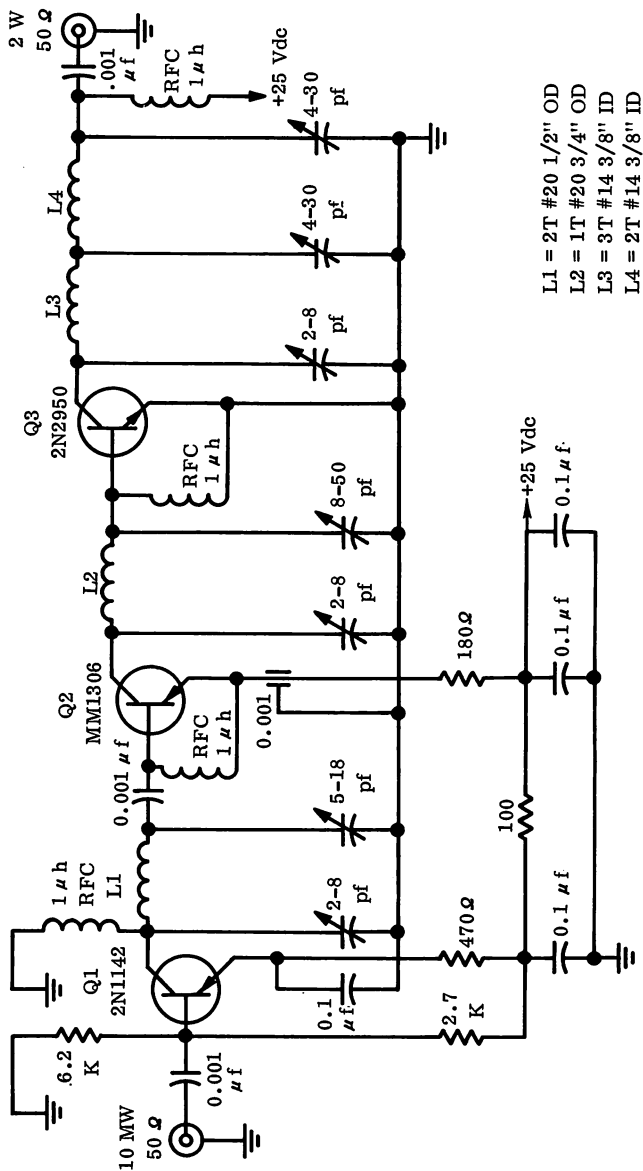 10 MW
50 Ω
0.001
μf
6.2
K
Q1
2N1142
1 μh
RFC
L1
0.001 μf
2-8
pf
0.1
μf
2.7
K
470Ω
0.1 μf
5-18
pf
RFC
1 μh
0.001
Q2
MM1306
100
180Ω
0.1 μf
0.1 μf
+25 Vdc
L2
2-8
pf
8-50
pf
RFC
1 μh
Q3
2N2950
L3
L4
2-8
pf
4-30
pf
4-30
pf
RFC
1 μh
+25 Vdc
.001
μf
2 W
50 Ω
L1 = 2T #20 1/2" OD
L2 = 1T #20 3/4" OD
L3 = 3T #14 3/8" ID
L4 = 2T #14 3/8" ID